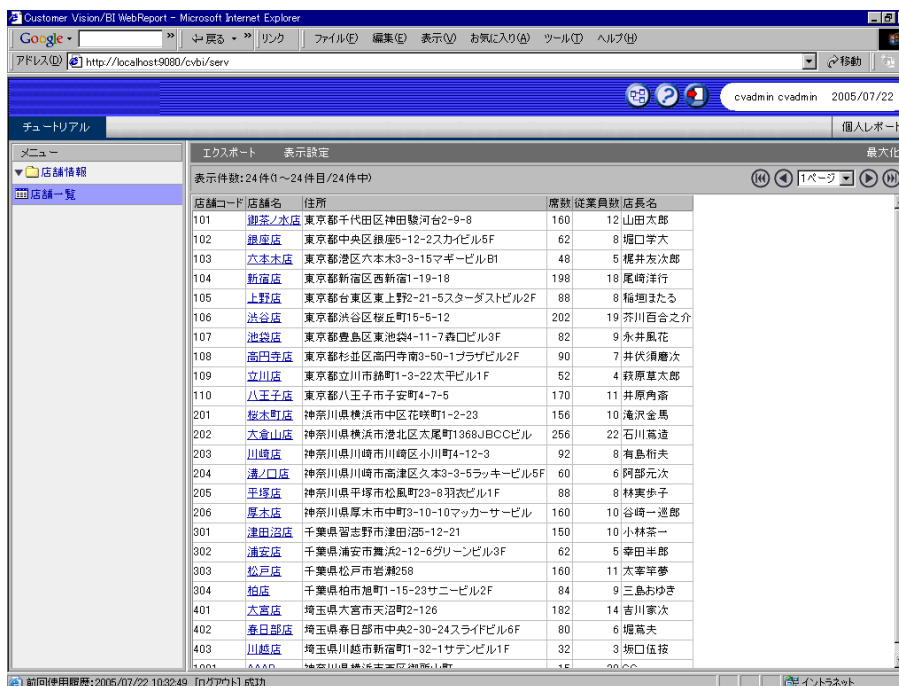 Customer Vision/BI WebReport - Microsoft Internet Explorer
Google 戻る リンク ファイル(F) 編集(E) 表示(V) お気に入り(A) ツール(T) ヘルプ(H)
アドレス(D) http://localhost:9080/cvbi/serv 移動
cvadmin cvadmin 2005/07/22
チュートリアル 個人レポート
メニュー エクスポート 表示設定 最大化
店舗情報 表示件数:24件(1～24件目/24件中) 1ページ
店舗一覧
店舗コード 店舗名 住所 席数 従業員数 店長名
101 御茶ノ水店 東京都千代田区神田駿河台2-9-8 160 12 山田太郎
102 銀座店 東京都中央区銀座5-12-2スカイビル5F 62 8 堀口学大
103 六本木店 東京都港区六本木3-3-15マギービルB1 48 5 梶井友次郎
104 新宿店 東京都新宿区西新宿1-19-18 198 18 尾崎洋行
105 上野店 東京都台東区東上野2-21-5スターダストビル2F 88 8 稲垣ほたる
106 渋谷店 東京都渋谷区桜丘町15-5-12 202 19 芥川百合之介
107 池袋店 東京都豊島区東池袋4-11-7森口ビル3F 82 9 永井風花
108 高円寺店 東京都杉並区高円寺南3-50-1プラザビル2F 90 7 井伏須磨次
109 立川店 東京都立川市錦町1-3-22太平ビル1F 52 4 萩原草太郎
110 八王子店 東京都八王子市子安町4-7-5 170 11 井原角斎
201 桜木町店 神奈川県横浜市中区花咲町1-2-23 156 10 滝沢金馬
202 大倉山店 神奈川県横浜市港北区太尾町1368JBCCビル 256 22 石川蔦造
203 川崎店 神奈川県川崎市川崎区小川町4-12-3 92 8 有島桁夫
204 溝ノ口店 神奈川県川崎市高津区久本3-3-5ラッキービル5F 60 6 阿部元次
205 平塚店 神奈川県平塚市松風町23-8羽衣ビル1F 88 8 林実歩子
206 厚木店 神奈川県厚木市中町3-10-10マッカーサービル 160 10 谷崎一巡郎
301 津田沼店 千葉県習志野市津田沼5-12-21 150 10 小林茶一
302 浦安店 千葉県浦安市舞浜2-12-6グリーンビル3F 62 5 幸田半郎
303 松戸店 千葉県松戸市岩瀬258 160 11 太宰竿夢
304 柏店 千葉県柏市旭町1-15-23サニービル2F 84 9 三島おゆき
401 大宮店 埼玉県大宮市天沼町2-126 182 14 吉川家次
402 春日部店 埼玉県春日部市中央2-30-24スライドビル6F 80 6 堀蔦夫
403 川越店 埼玉県川越市新宿町1-32-1サテンビル1F 32 3 坂口伍按
前回使用履歴:2005/07/22 10:32:49 [ログアウト] 成功 イントラネット